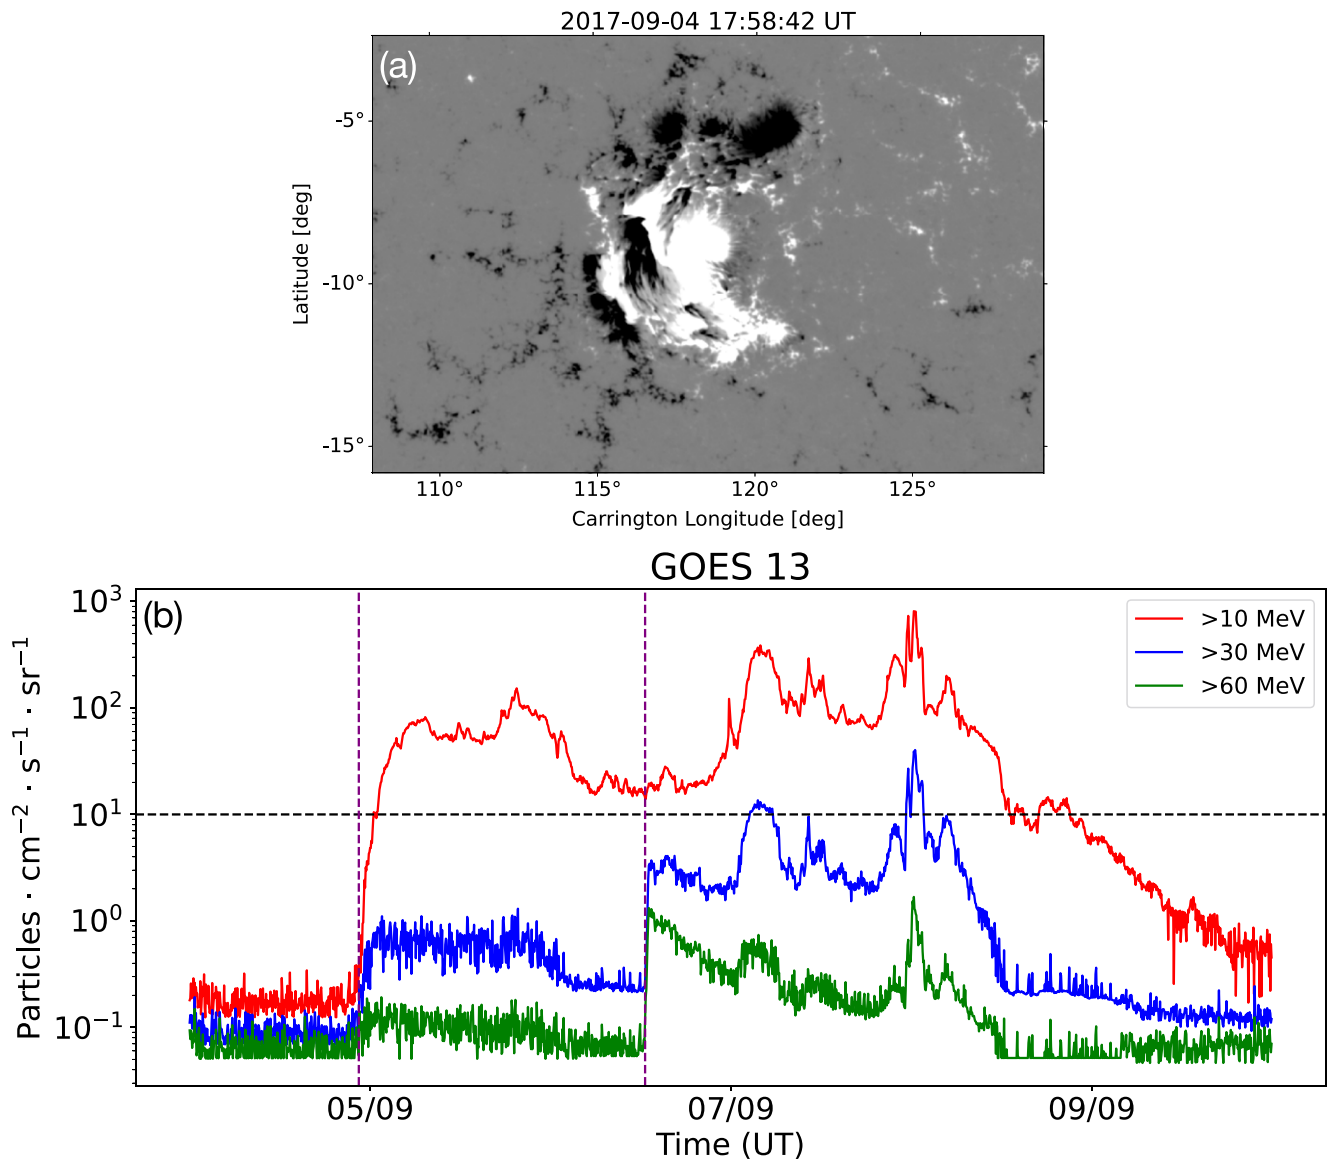 2017-09-04 17:58:42 UT
(a)
-5°
-10°
-15°
Latitude [deg]
110°
115°
120°
125°
Carrington Longitude [deg]
GOES 13
(b)
>10 MeV
>30 MeV
>60 MeV
10³
10²
10¹
10⁰
10⁻¹
Particles · cm⁻² · s⁻¹ · sr⁻¹
05/09
07/09
09/09
Time (UT)